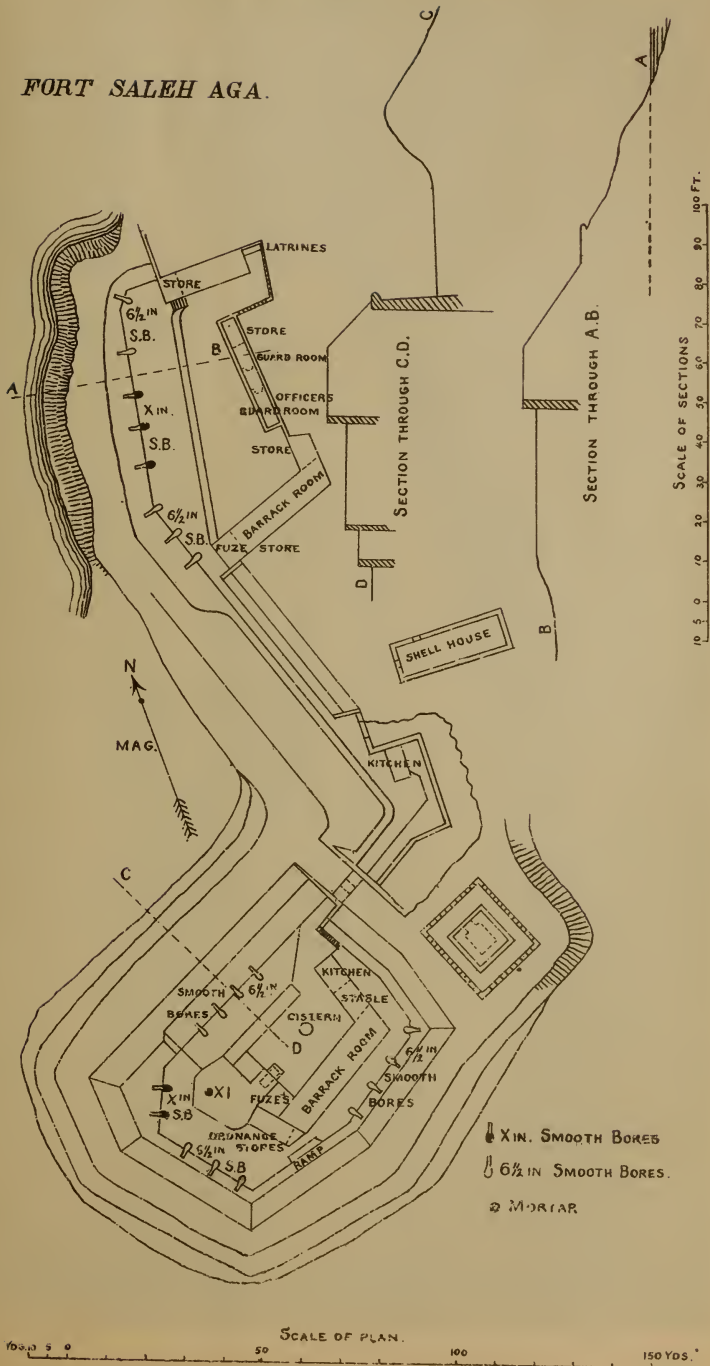 FORT SALEH AGA.
C
A
100 FT.
90
80
70
60
50
40
30
20
10
0
5
10
SCALE OF SECTIONS
SECTION THROUGH A.B.
B
SECTION THROUGH C.D.
D
LATRINES
STORE
6½ IN
S.B.
STORE
B
GUARD ROOM
A
OFFICERS
GUARD ROOM
X IN.
S.B.
STORE
BARRACK ROOM
6½ IN
S.B.
FUZE STORE
SHELL HOUSE
N
MAG.
KITCHEN
C
KITCHEN
SMOOTH
6½ IN
STABLE
BORES
CISTERN
D
BARRACK ROOM
6½
SMOOTH
BORES
X IN
S.B
XI
FUZES
ORDNANCE
STORES
6½ IN
S.B
RAMP
X IN. SMOOTH BORES
6½ IN SMOOTH BORES.
MORTAR
SCALE OF PLAN.
YDS. 10 5 0 50 100 150 YDS.